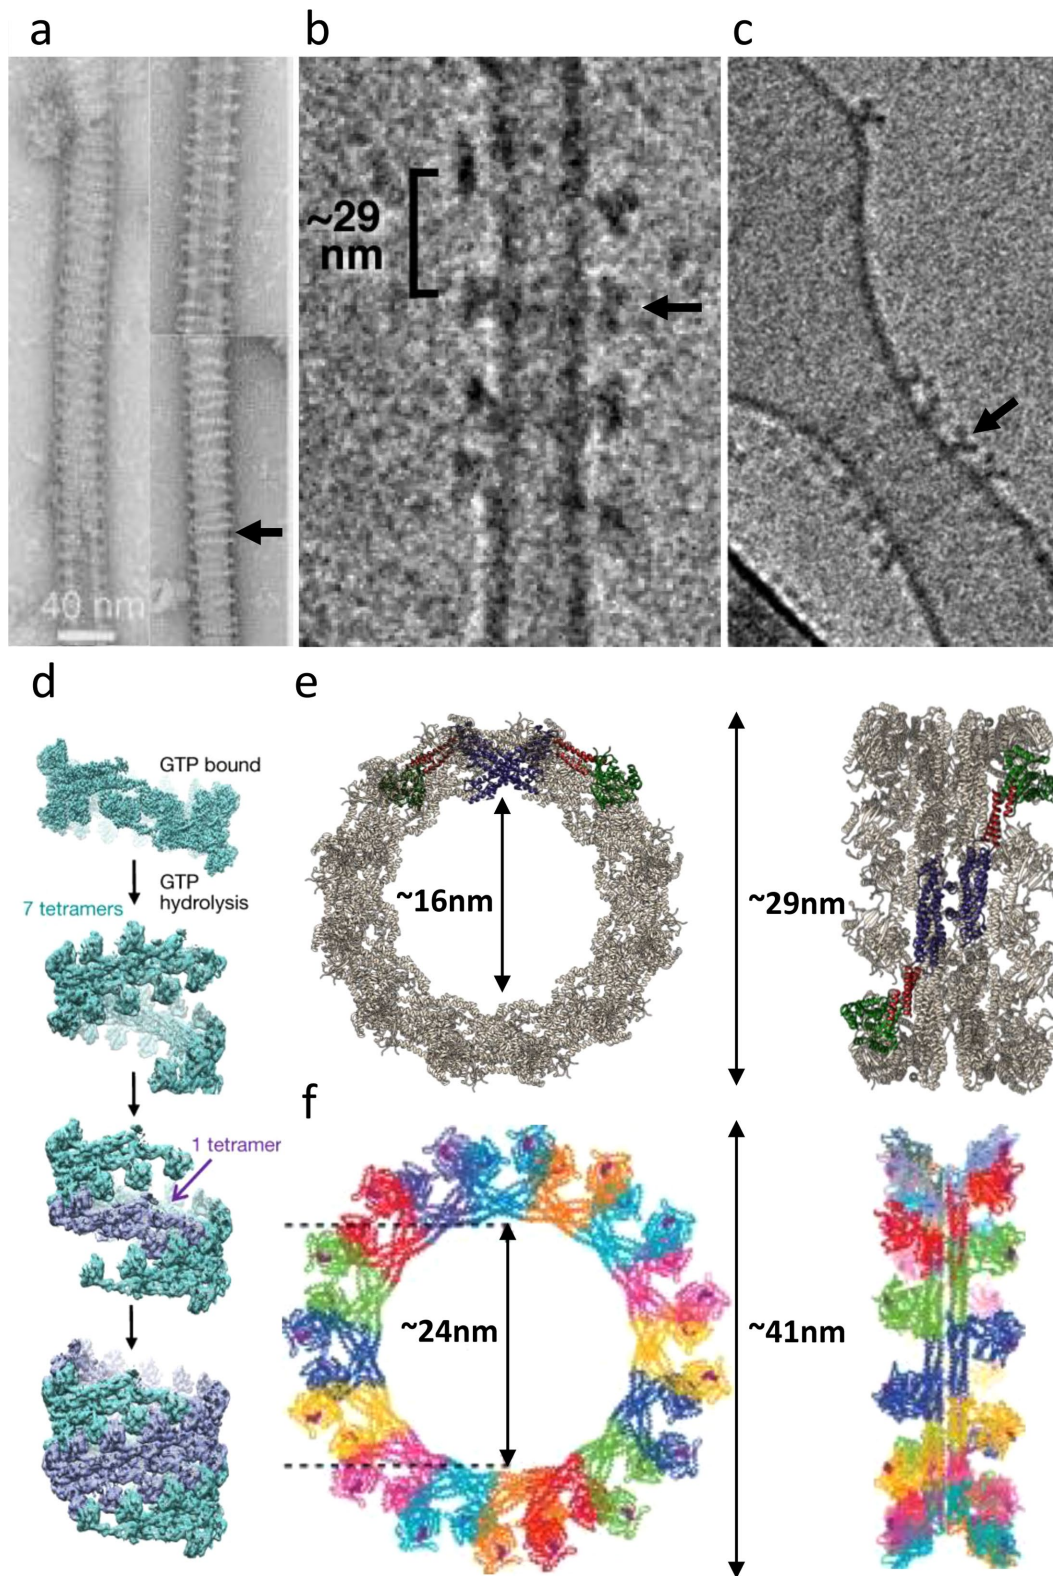 a
b
c
~29
nm
40 nm
d
e
GTP bound
GTP
hydrolysis
7 tetramers
~16nm
~29nm
f
1 tetramer
~24nm
~41nm